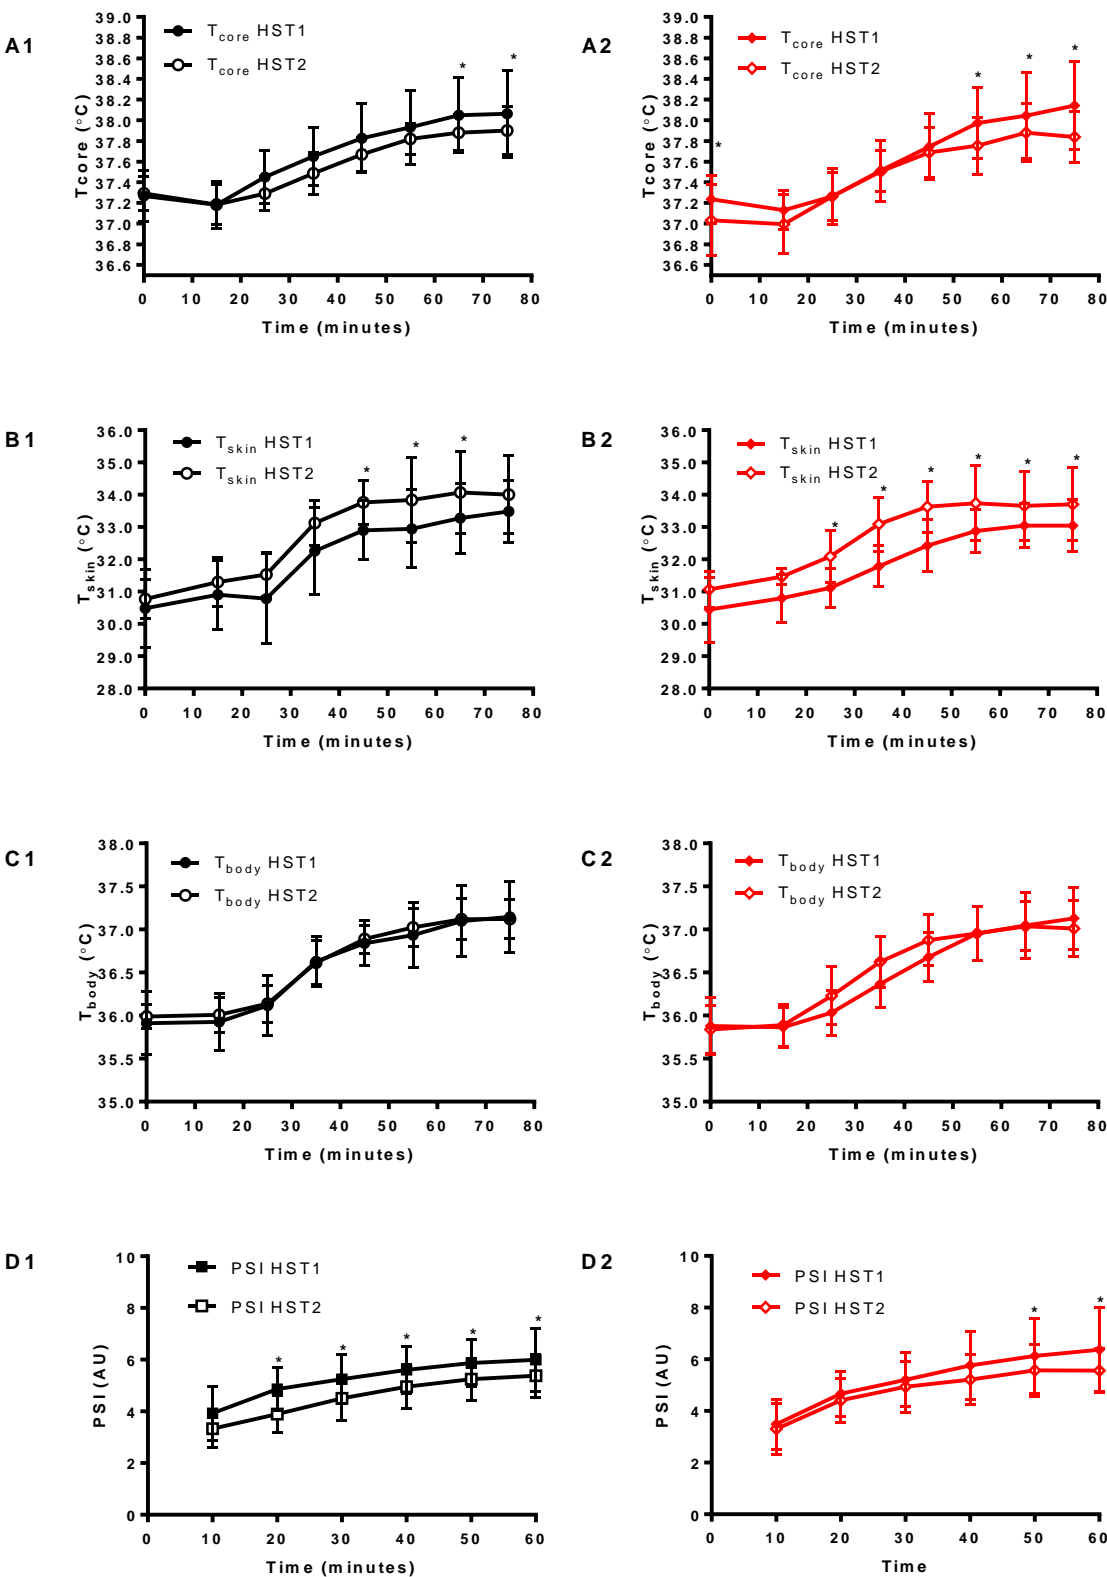 A1
Tcore HST1
Tcore HST2
Tcore (°C)
39.0
38.8
38.6
38.4
38.2
38.0
37.8
37.6
37.4
37.2
37.0
36.8
36.6
* *
0 10 20 30 40 50 60 70 80
Time (minutes)
A2
Tcore HST1
Tcore HST2
Tcore (°C)
39.0
38.8
38.6
38.4
38.2
38.0
37.8
37.6
37.4
37.2
37.0
36.8
36.6
* * * *
0 10 20 30 40 50 60 70 80
Time (minutes)
B1
Tskin HST1
Tskin HST2
Tskin (°C)
36.0
35.0
34.0
33.0
32.0
31.0
30.0
29.0
28.0
* * *
0 10 20 30 40 50 60 70 80
Time (minutes)
B2
Tskin HST1
Tskin HST2
Tskin (°C)
36.0
35.0
34.0
33.0
32.0
31.0
30.0
29.0
28.0
* * * * * *
0 10 20 30 40 50 60 70 80
Time (minutes)
C1
Tbody HST1
Tbody HST2
Tbody (°C)
38.0
37.5
37.0
36.5
36.0
35.5
35.0
0 10 20 30 40 50 60 70 80
Time (minutes)
C2
Tbody HST1
Tbody HST2
Tbody (°C)
38.0
37.5
37.0
36.5
36.0
35.5
35.0
0 10 20 30 40 50 60 70 80
Time (minutes)
D1
PSI HST1
PSI HST2
PSI (AU)
10
8
6
4
2
0
* * * * *
0 10 20 30 40 50 60
Time (minutes)
D2
PSI HST1
PSI HST2
PSI (AU)
10
8
6
4
2
0
* *
0 10 20 30 40 50 60
Time